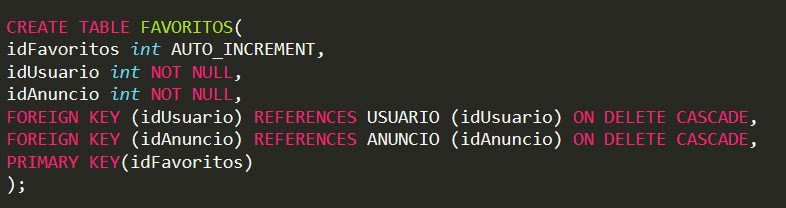 CREATE TABLE FAVORITOS(
idFavoritos int AUTO_INCREMENT,
idUsuario int NOT NULL,
idAnuncio int NOT NULL,
FOREIGN KEY (idUsuario) REFERENCES USUARIO (idUsuario) ON DELETE CASCADE,
FOREIGN KEY (idAnuncio) REFERENCES ANUNCIO (idAnuncio) ON DELETE CASCADE,
PRIMARY KEY(idFavoritos)
);